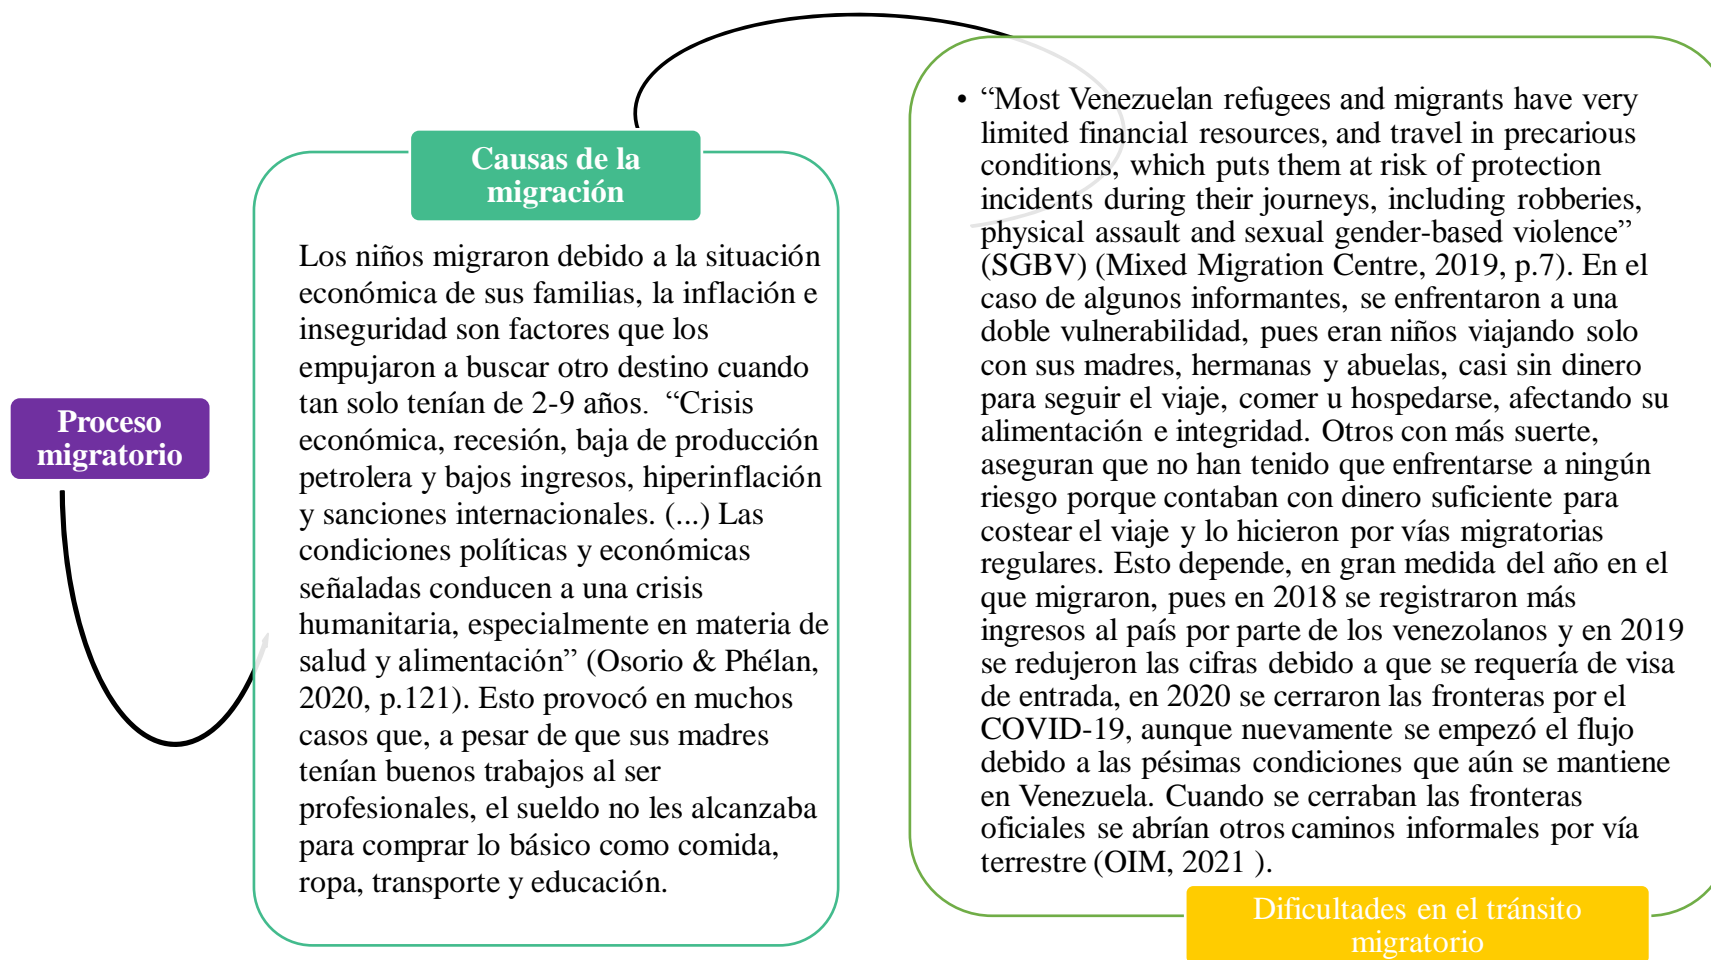 Proceso
migratorio
Causas de la
migración
Los niños migraron debido a la situación
económica de sus familias, la inflación e
inseguridad son factores que los
empujaron a buscar otro destino cuando
tan solo tenían de 2-9 años. “Crisis
económica, recesión, baja de producción
petrolera y bajos ingresos, hiperinflación
y sanciones internacionales. (...) Las
condiciones políticas y económicas
señaladas conducen a una crisis
humanitaria, especialmente en materia de
salud y alimentación” (Osorio & Phélan,
2020, p.121). Esto provocó en muchos
casos que, a pesar de que sus madres
tenían buenos trabajos al ser
profesionales, el sueldo no les alcanzaba
para comprar lo básico como comida,
ropa, transporte y educación.
• “Most Venezuelan refugees and migrants have very
limited financial resources, and travel in precarious
conditions, which puts them at risk of protection
incidents during their journeys, including robberies,
physical assault and sexual gender-based violence”
(SGBV) (Mixed Migration Centre, 2019, p.7). En el
caso de algunos informantes, se enfrentaron a una
doble vulnerabilidad, pues eran niños viajando solo
con sus madres, hermanas y abuelas, casi sin dinero
para seguir el viaje, comer u hospedarse, afectando su
alimentación e integridad. Otros con más suerte,
aseguran que no han tenido que enfrentarse a ningún
riesgo porque contaban con dinero suficiente para
costear el viaje y lo hicieron por vías migratorias
regulares. Esto depende, en gran medida del año en el
que migraron, pues en 2018 se registraron más
ingresos al país por parte de los venezolanos y en 2019
se redujeron las cifras debido a que se requería de visa
de entrada, en 2020 se cerraron las fronteras por el
COVID-19, aunque nuevamente se empezó el flujo
debido a las pésimas condiciones que aún se mantiene
en Venezuela. Cuando se cerraban las fronteras
oficiales se abrían otros caminos informales por vía
terrestre (OIM, 2021 ).
Dificultades en el tránsito
migratorio